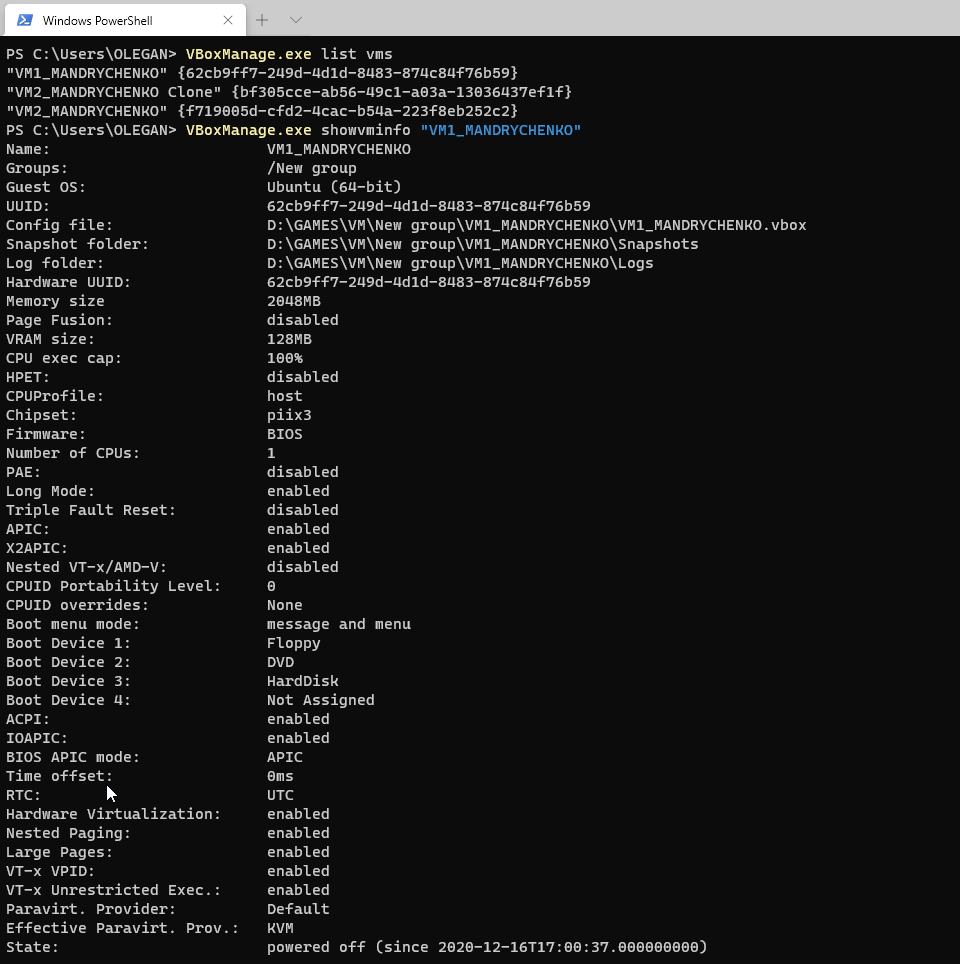 Windows PowerShell
PS C:\Users\OLEGAN> VBoxManage.exe list vms
"VM1_MANDRYCHENKO" {62cb9ff7-249d-4d1d-8483-874c84f76b59}
"VM2_MANDRYCHENKO Clone" {bf305cce-ab56-49c1-a03a-13036437ef1f}
"VM2_MANDRYCHENKO" {f719005d-cfd2-4cac-b54a-223f8eb252c2}
PS C:\Users\OLEGAN> VBoxManage.exe showvminfo "VM1_MANDRYCHENKO"
Name: VM1_MANDRYCHENKO
Groups: /New group
Guest OS: Ubuntu (64-bit)
UUID: 62cb9ff7-249d-4d1d-8483-874c84f76b59
Config file: D:\GAMES\VM\New group\VM1_MANDRYCHENKO\VM1_MANDRYCHENKO.vbox
Snapshot folder: D:\GAMES\VM\New group\VM1_MANDRYCHENKO\Snapshots
Log folder: D:\GAMES\VM\New group\VM1_MANDRYCHENKO\Logs
Hardware UUID: 62cb9ff7-249d-4d1d-8483-874c84f76b59
Memory size 2048MB
Page Fusion: disabled
VRAM size: 128MB
CPU exec cap: 100%
HPET: disabled
CPUProfile: host
Chipset: piix3
Firmware: BIOS
Number of CPUs: 1
PAE: disabled
Long Mode: enabled
Triple Fault Reset: disabled
APIC: enabled
X2APIC: enabled
Nested VT-x/AMD-V: disabled
CPUID Portability Level: 0
CPUID overrides: None
Boot menu mode: message and menu
Boot Device 1: Floppy
Boot Device 2: DVD
Boot Device 3: HardDisk
Boot Device 4: Not Assigned
ACPI: enabled
IOAPIC: enabled
BIOS APIC mode: APIC
Time offset: 0ms
RTC: UTC
Hardware Virtualization: enabled
Nested Paging: enabled
Large Pages: enabled
VT-x VPID: enabled
VT-x Unrestricted Exec.: enabled
Paravirt. Provider: Default
Effective Paravirt. Prov.: KVM
State: powered off (since 2020-12-16T17:00:37.000000000)